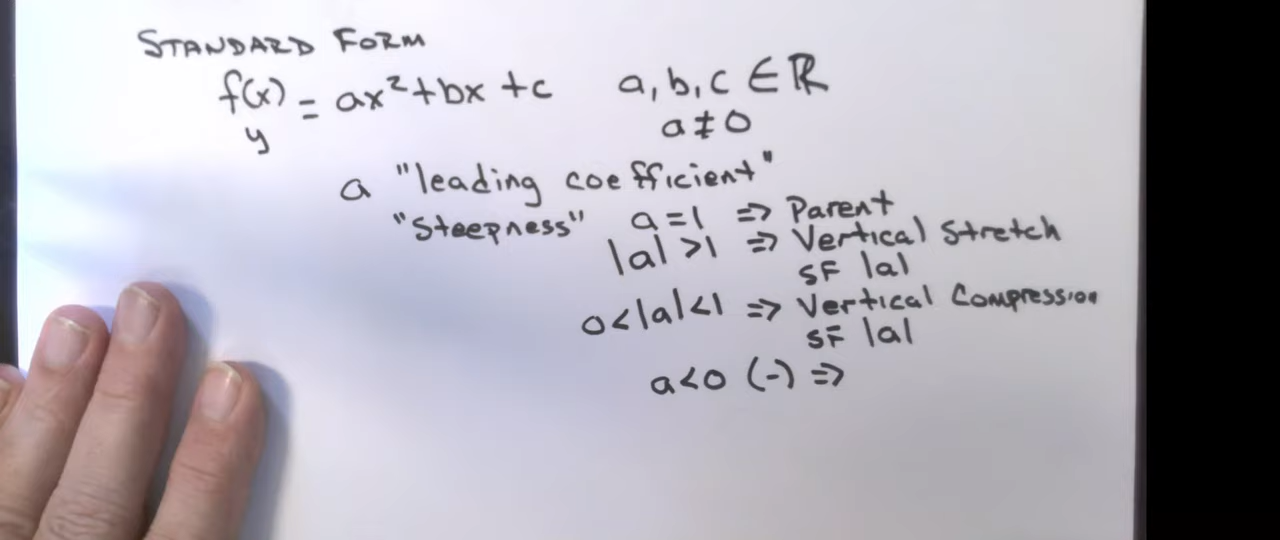 STANDARD FORM
f(x) = ax²+bx +c a, b, c ∈ ℝ
y a ≠ 0
a "leading coefficient"
"Steepness" a=1 => Parent
|a| >1 => Vertical Stretch
SF |a|
0<|a|<1 => Vertical Compression
SF |a|
a<0 (-) =>